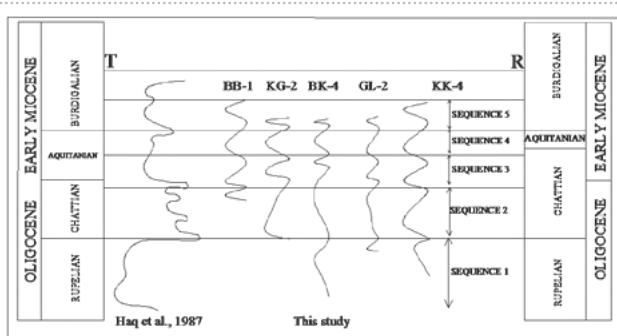 T R
BB-1 KG-2 BK-4 GL-2 KK-4
EARLY MIOCENE
OLIGOCENE
BURDIGALIAN
AQUITANIAN
CHATTIAN
RUPELIAN
SEQUENCE 5
SEQUENCE 4
SEQUENCE 3
SEQUENCE 2
SEQUENCE 1
BURDIGALIAN
AQUITANIAN
CHATTIAN
RUPELIAN
EARLY MIOCENE
OLIGOCENE
Haq et al., 1987 This study